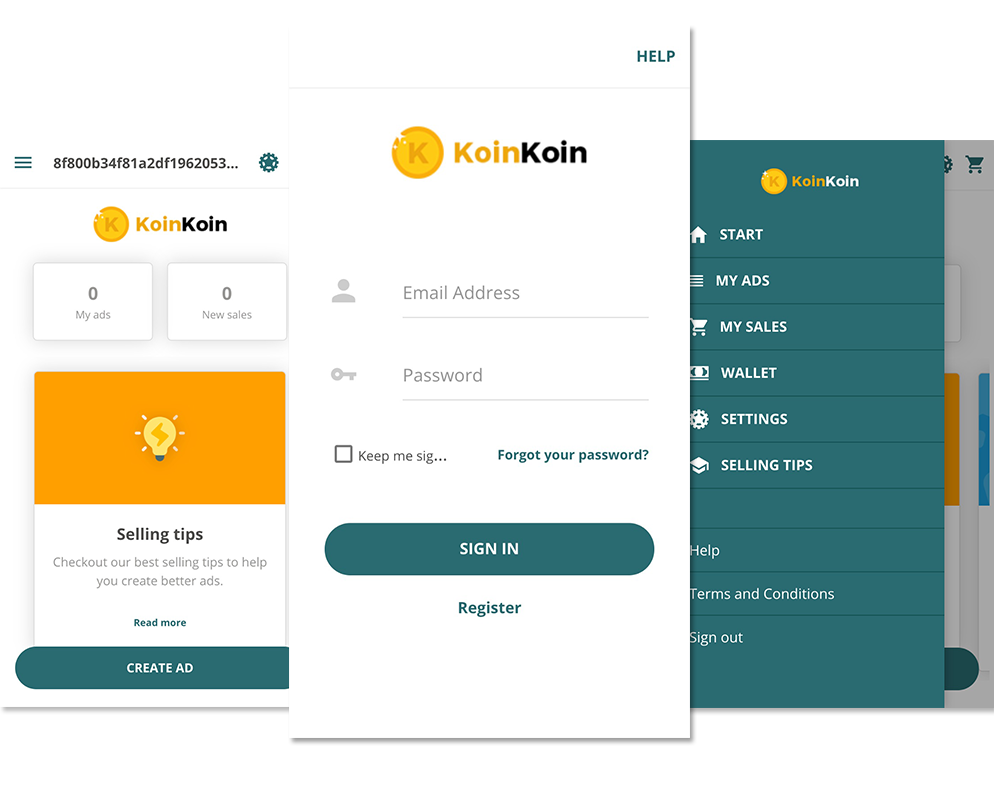 8f800b34f81a2df1962053...
K KoinKoin
0
My ads
0
New sales
Selling tips
Checkout our best selling tips to help
you create better ads.
Read more
CREATE AD
HELP
K KoinKoin
Email Address
Password
Keep me sig...
Forgot your password?
SIGN IN
Register
K KoinKoin
START
MY ADS
MY SALES
WALLET
SETTINGS
SELLING TIPS
Help
Terms and Conditions
Sign out